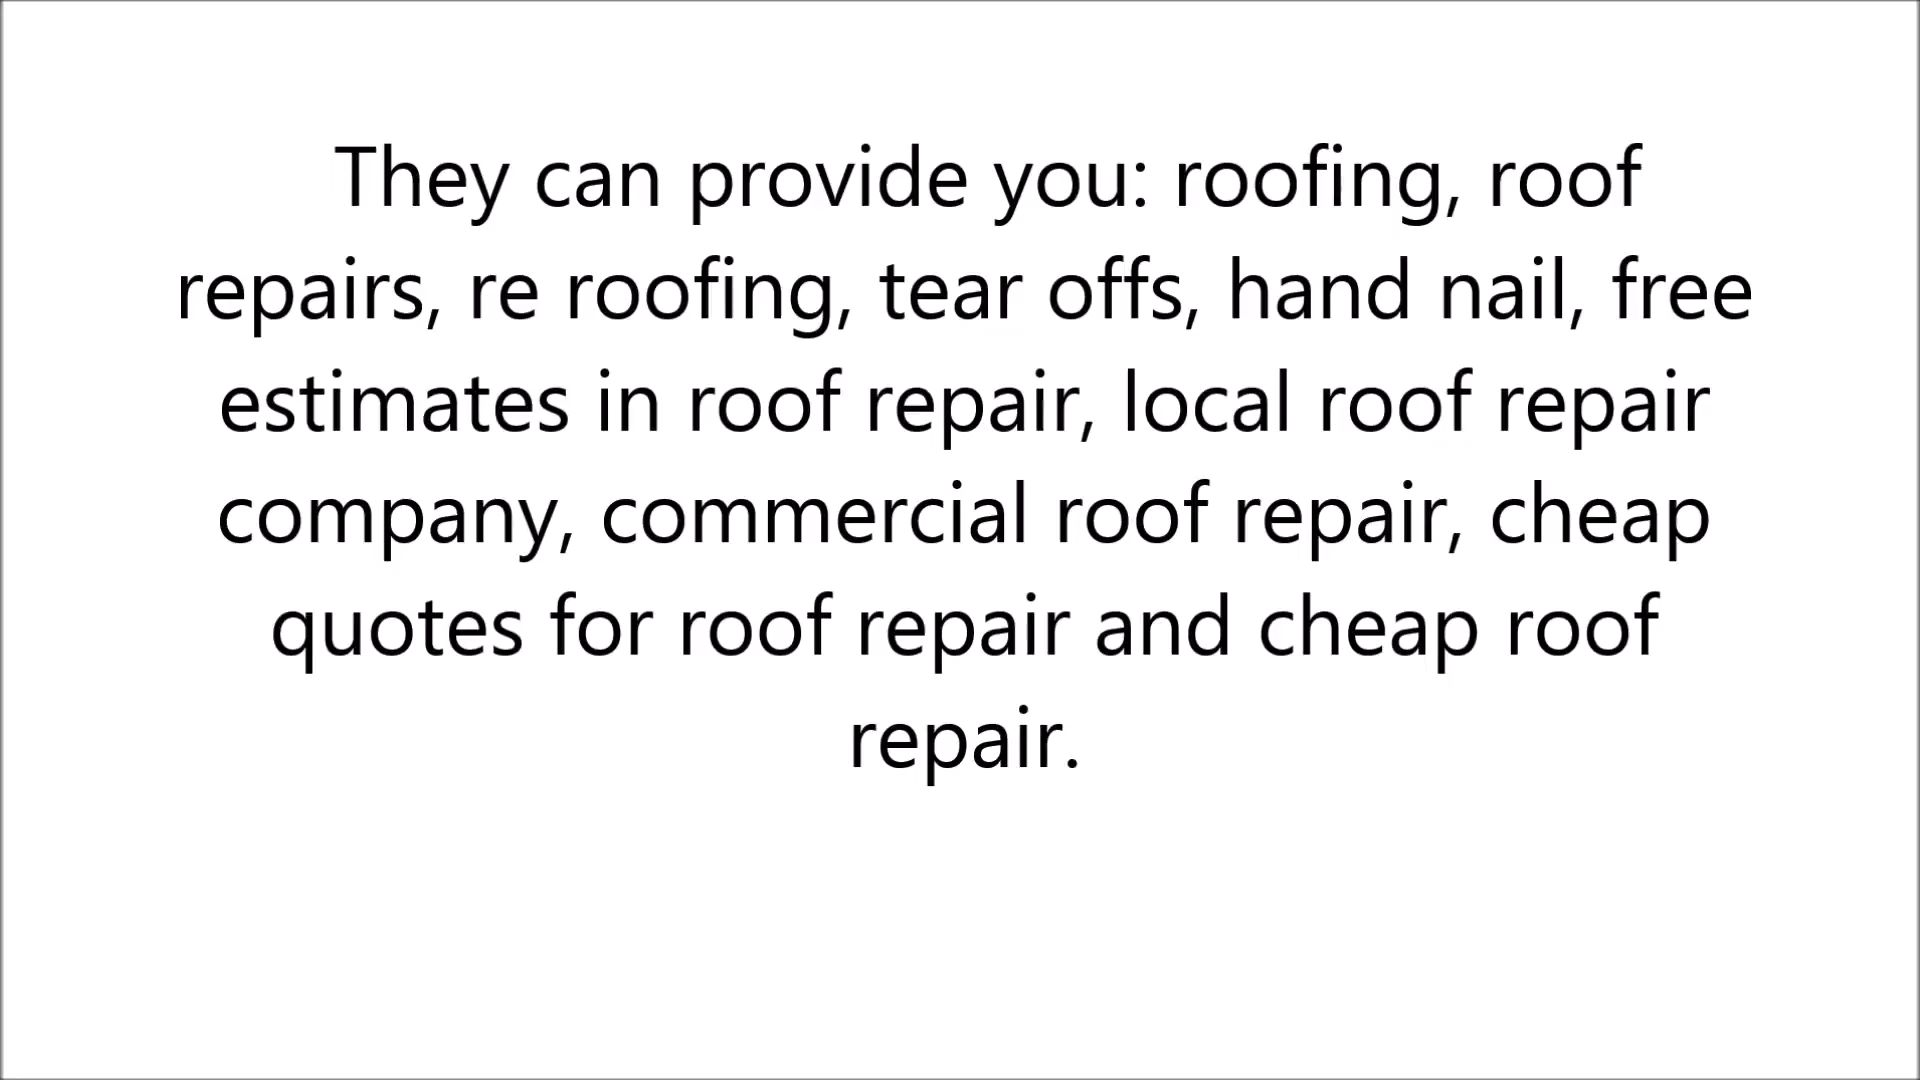 They can provide you: roofing, roof
repairs, re roofing, tear offs, hand nail, free
estimates in roof repair, local roof repair
company, commercial roof repair, cheap
quotes for roof repair and cheap roof
repair.